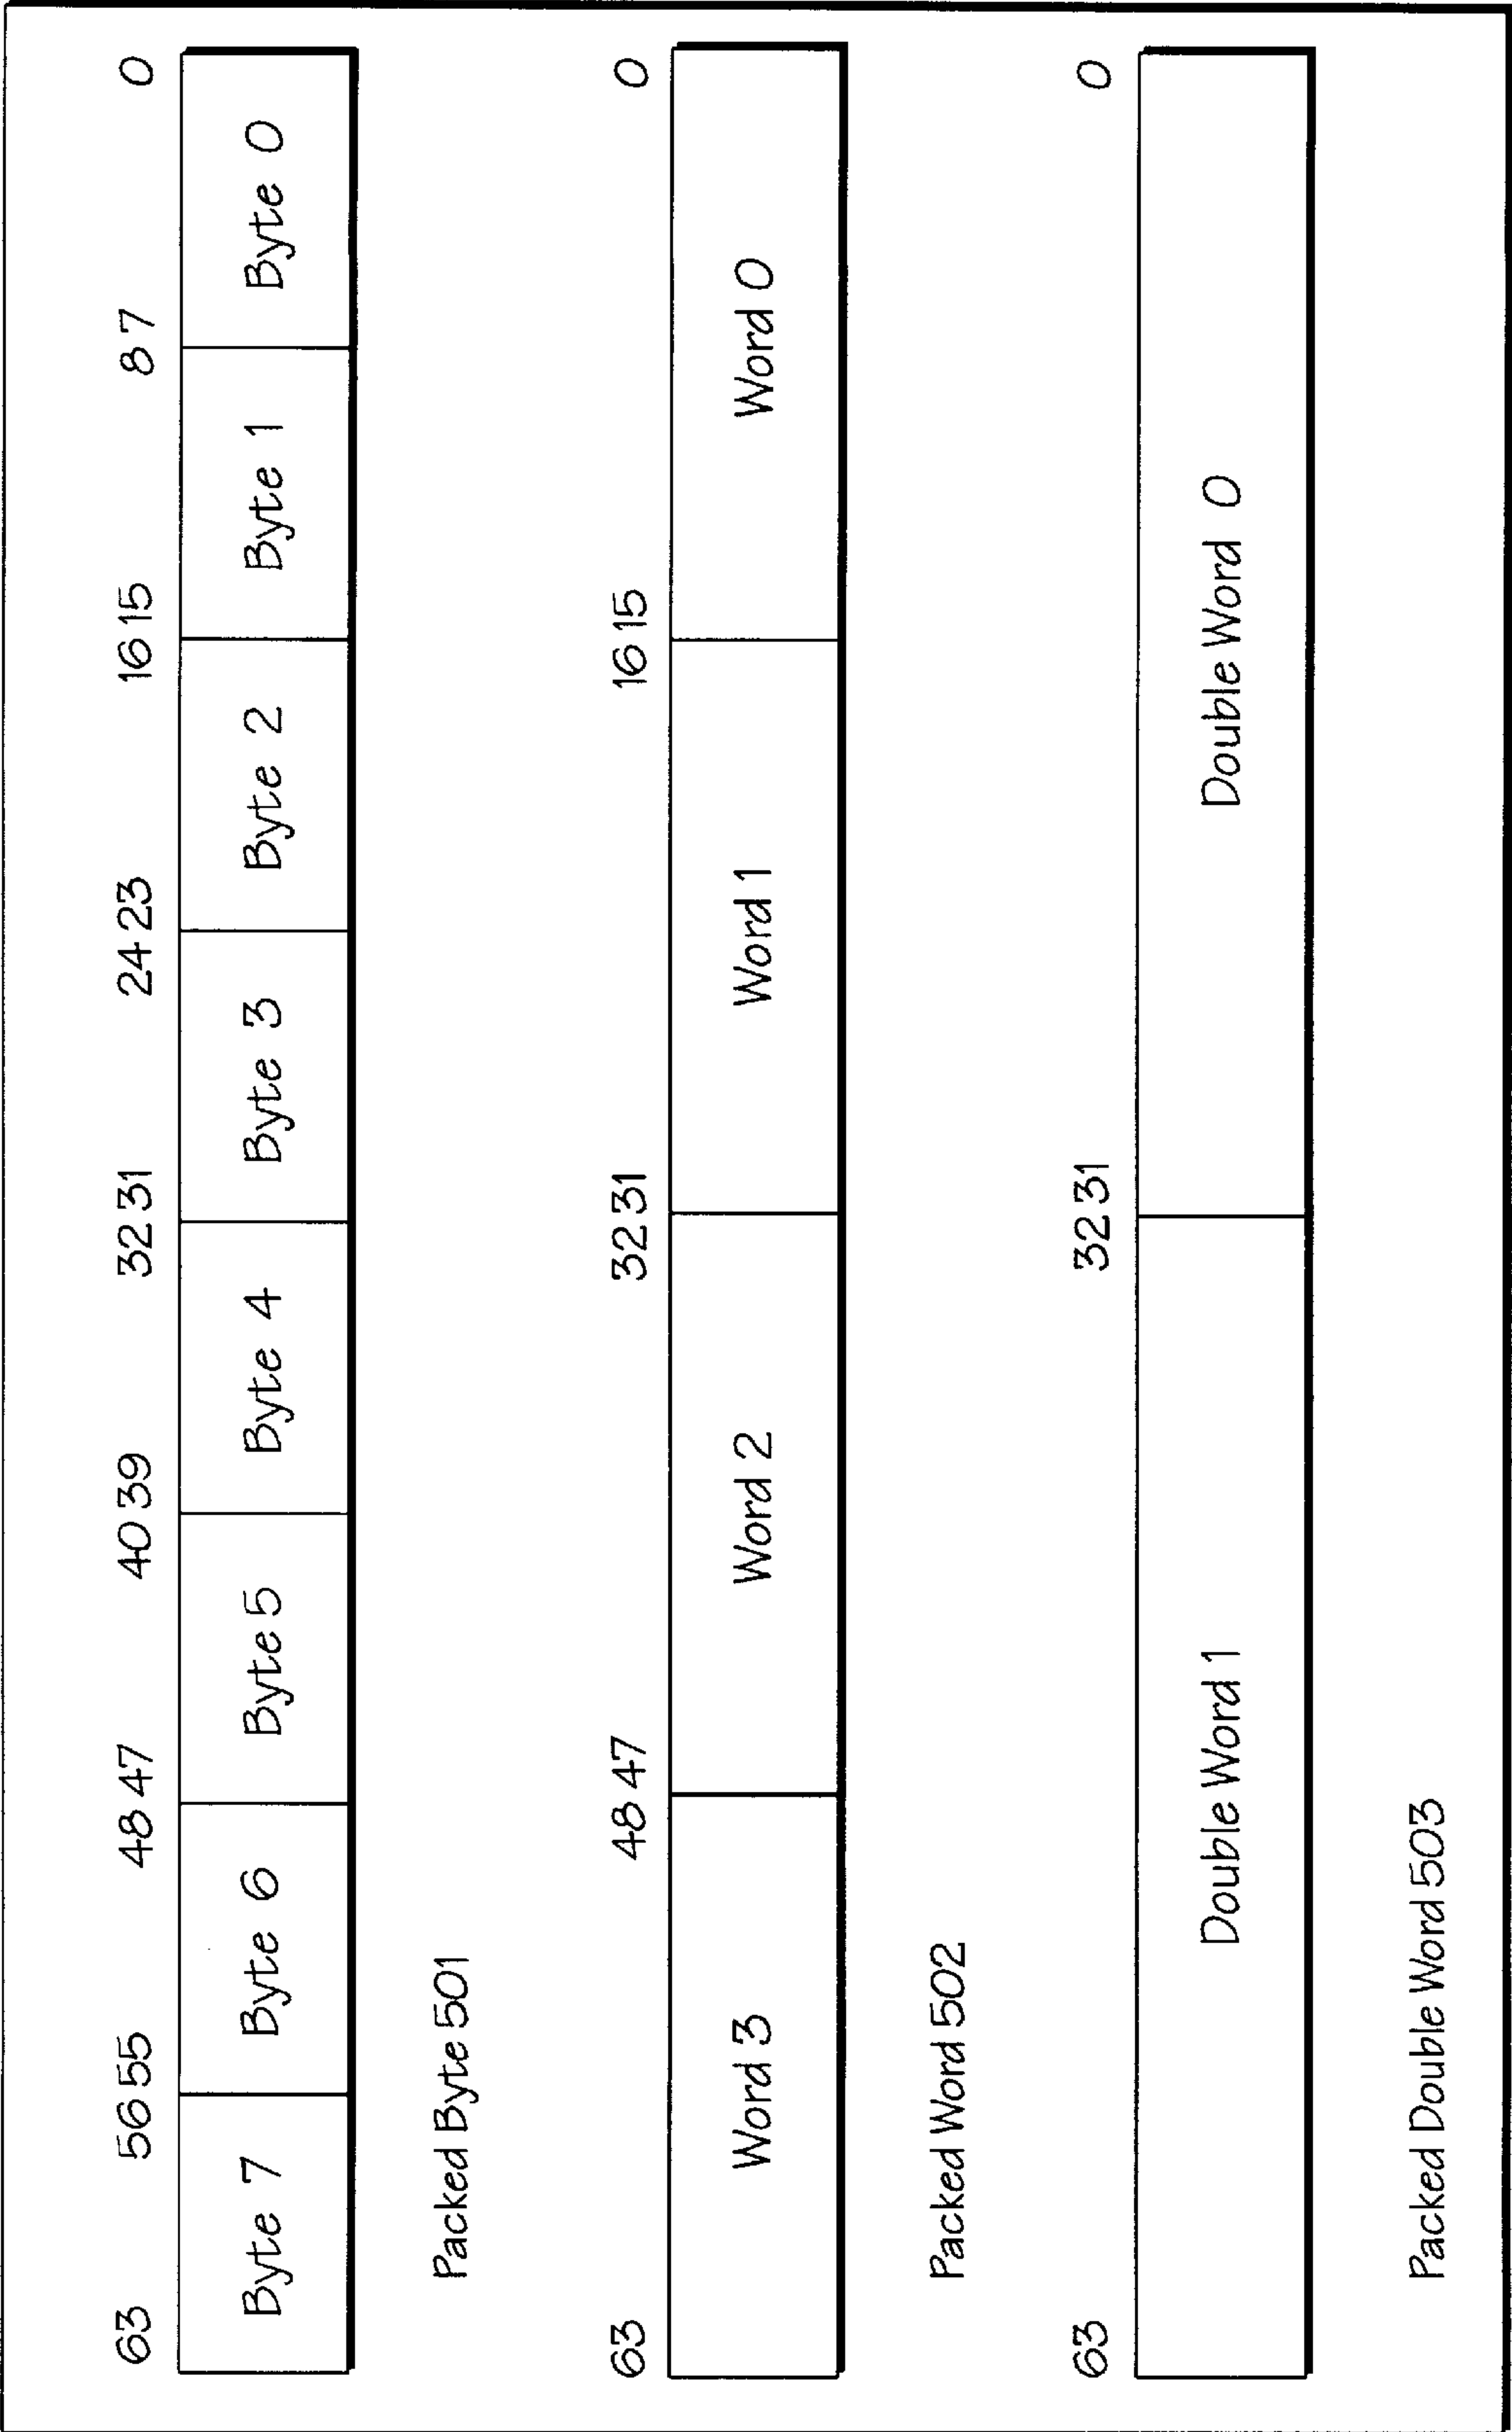 63 56 55 48 47 40 39 32 31 24 23 16 15 8 7 0
Byte 7 Byte 6 Byte 5 Byte 4 Byte 3 Byte 2 Byte 1 Byte 0
Packed Byte 501
63 48 47 32 31 16 15 0
Word 3 Word 2 Word 1 Word 0
Packed Word 502
63 32 31 0
Double Word 1 Double Word 0
Packed Double Word 503